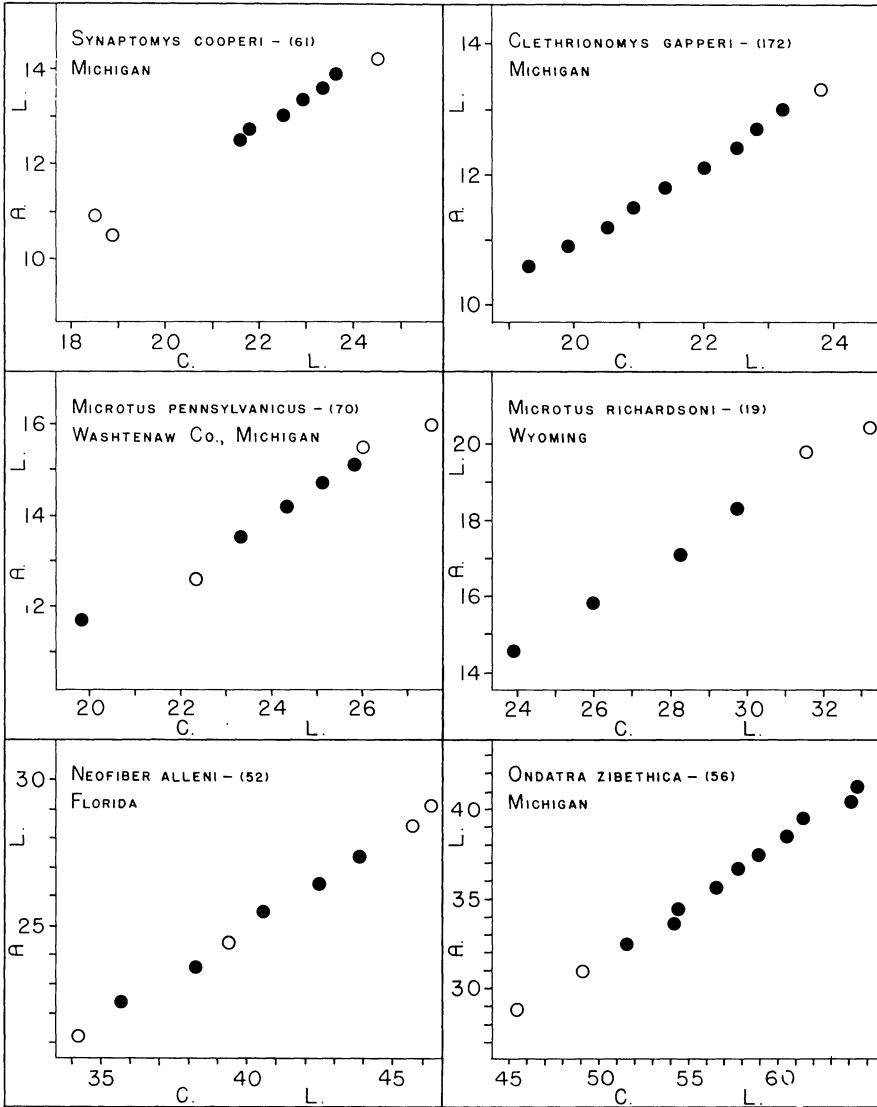 SYNAPTOMYS COOPERI – (61)
MICHIGAN
14
12
10
A. L.
18 20 22 24
C. L.
CLETHRIONOMYS GAPPERI – (172)
MICHIGAN
14
12
10
A. L.
20 22 24
C. L.
MICROTUS PENNSYLVANICUS – (70)
WASHTENAW CO., MICHIGAN
16
14
12
A. L.
20 22 24 26
C. L.
MICROTUS RICHARDSONI – (19)
WYOMING
20
18
16
14
A. L.
24 26 28 30 32
C. L.
NEOFIBER ALLENI – (52)
FLORIDA
30
25
A. L.
35 40 45
C. L.
ONDATRA ZIBETHICA – (56)
MICHIGAN
40
35
30
A. L.
45 50 55 60
C. L.